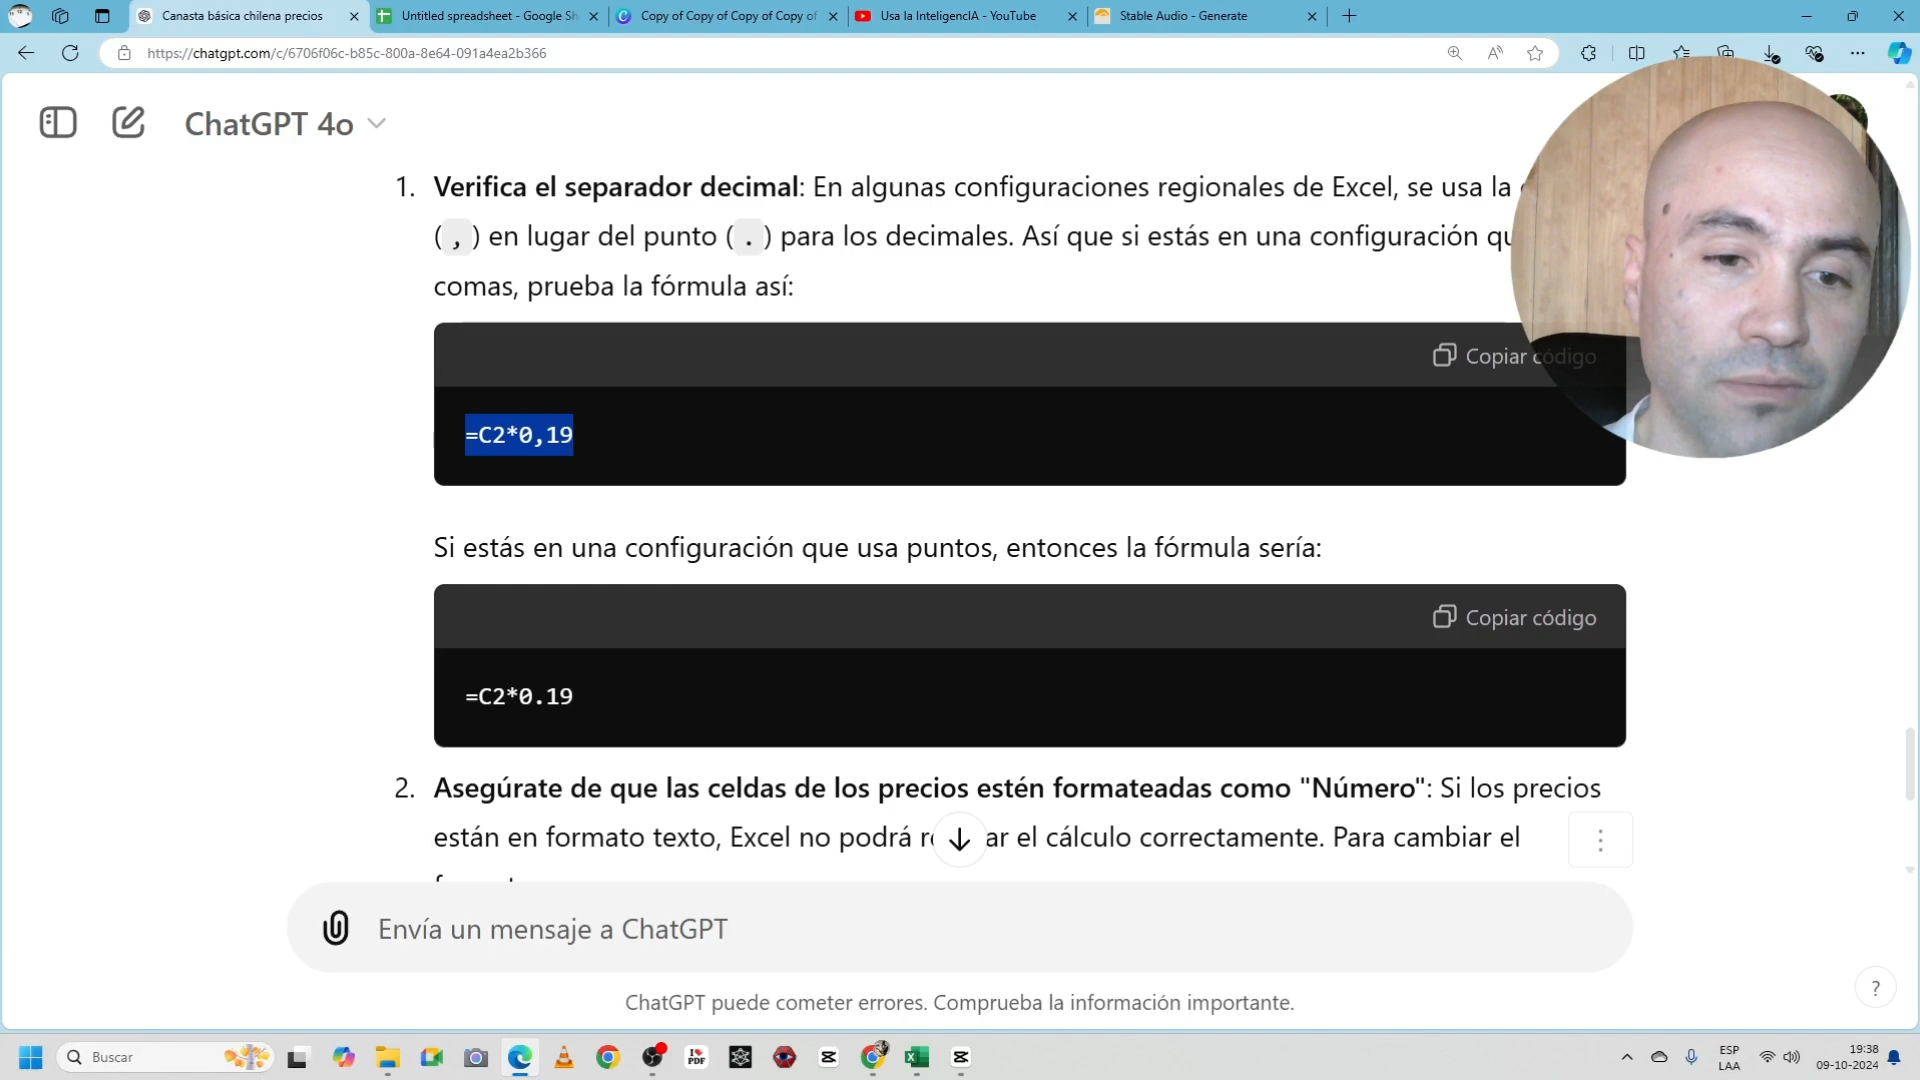 Canasta básica chilena precios
Untitled spreadsheet - Google Sh
Copy of Copy of Copy of Copy of
Usa la InteligencIA - YouTube
Stable Audio - Generate
https://chatgpt.com/c/6706f06c-b85c-800a-8e64-091a4ea2b366
ChatGPT 4o
1. Verifica el separador decimal: En algunas configuraciones regionales de Excel, se usa la
(,) en lugar del punto (.) para los decimales. Así que si estás en una configuración
comas, prueba la fórmula así:
Copiar código
=C2*0,19
Si estás en una configuración que usa puntos, entonces la fórmula sería:
Copiar código
=C2*0.19
2. Asegúrate de que las celdas de los precios estén formateadas como "Número": Si los precios
están en formato texto, Excel no podrá ar el cálculo correctamente. Para cambiar el
Envía un mensaje a ChatGPT
ChatGPT puede cometer errores. Comprueba la información importante.
?
Buscar
I PDF
ESP
LAA
19:38
09-10-2024